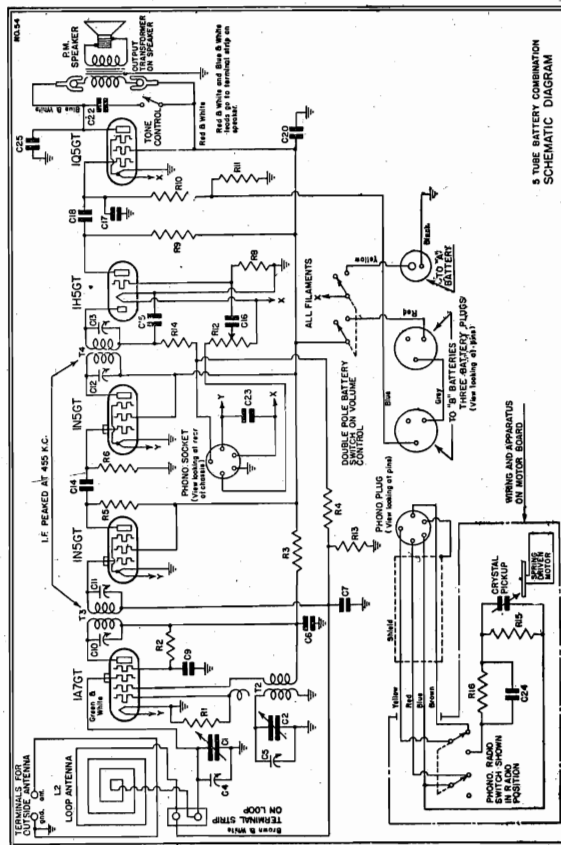 RO.54
P.M.
SPEAKER
OUTPUT
TRANSFORMER
ON SPEAKER
Blue & White
C22
TONE
CONTROL
Red & White
Red & White and Blue & White
leads go to terminal strip on
speaker.
C25
1Q5GT
X
C20
C18
C17
R10
R11
R9
1H5GT
R8
X
C15
C16
R14
R12
C13
T4
C12
I.F. PEAKED AT 455 K.C.
1N5GT
Y
R6
C14
R5
1N5GT
Y
C11
T3
C10
C7
C6
R3
R4
R13
PHONO SOCKET
(View looking at rear
of chassis)
C23
Y
X
ALL FILAMENTS
X
DOUBLE POLE BATTERY
SWITCH ON VOLUME
CONTROL
Yellow
Black
TO "A"
BATTERY
Red
Blue
Gray
TO "B" BATTERIES
THREE BATTERY PLUGS
(View looking at pins)
1A7GT
Green &
White
Y
R2
C9
R1
T2
C1
C2
C4
C5
TERMINALS FOR
OUTSIDE ANTENNA
gnd.
ant.
L2
LOOP ANTENNA
TERMINAL STRIP
ON LOOP
Brown & White
PHONO PLUG
(View looking at pins)
Shield
Yellow
Red
Blue
Brown
WIRING AND APPARATUS
ON MOTOR BOARD
CRYSTAL
PICKUP
SPRING
DRIVEN
MOTOR
R15
R16
C24
PHONO. RADIO
SWITCH SHOWN
IN RADIO
POSITION
5 TUBE BATTERY COMBINATION
SCHEMATIC DIAGRAM